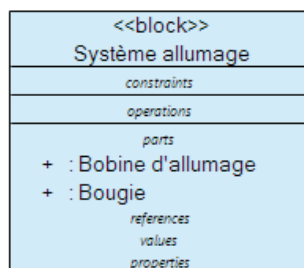 <<block>>
Système allumage
constraints
operations
parts
+ : Bobine d'allumage
+ : Bougie
references
values
properties